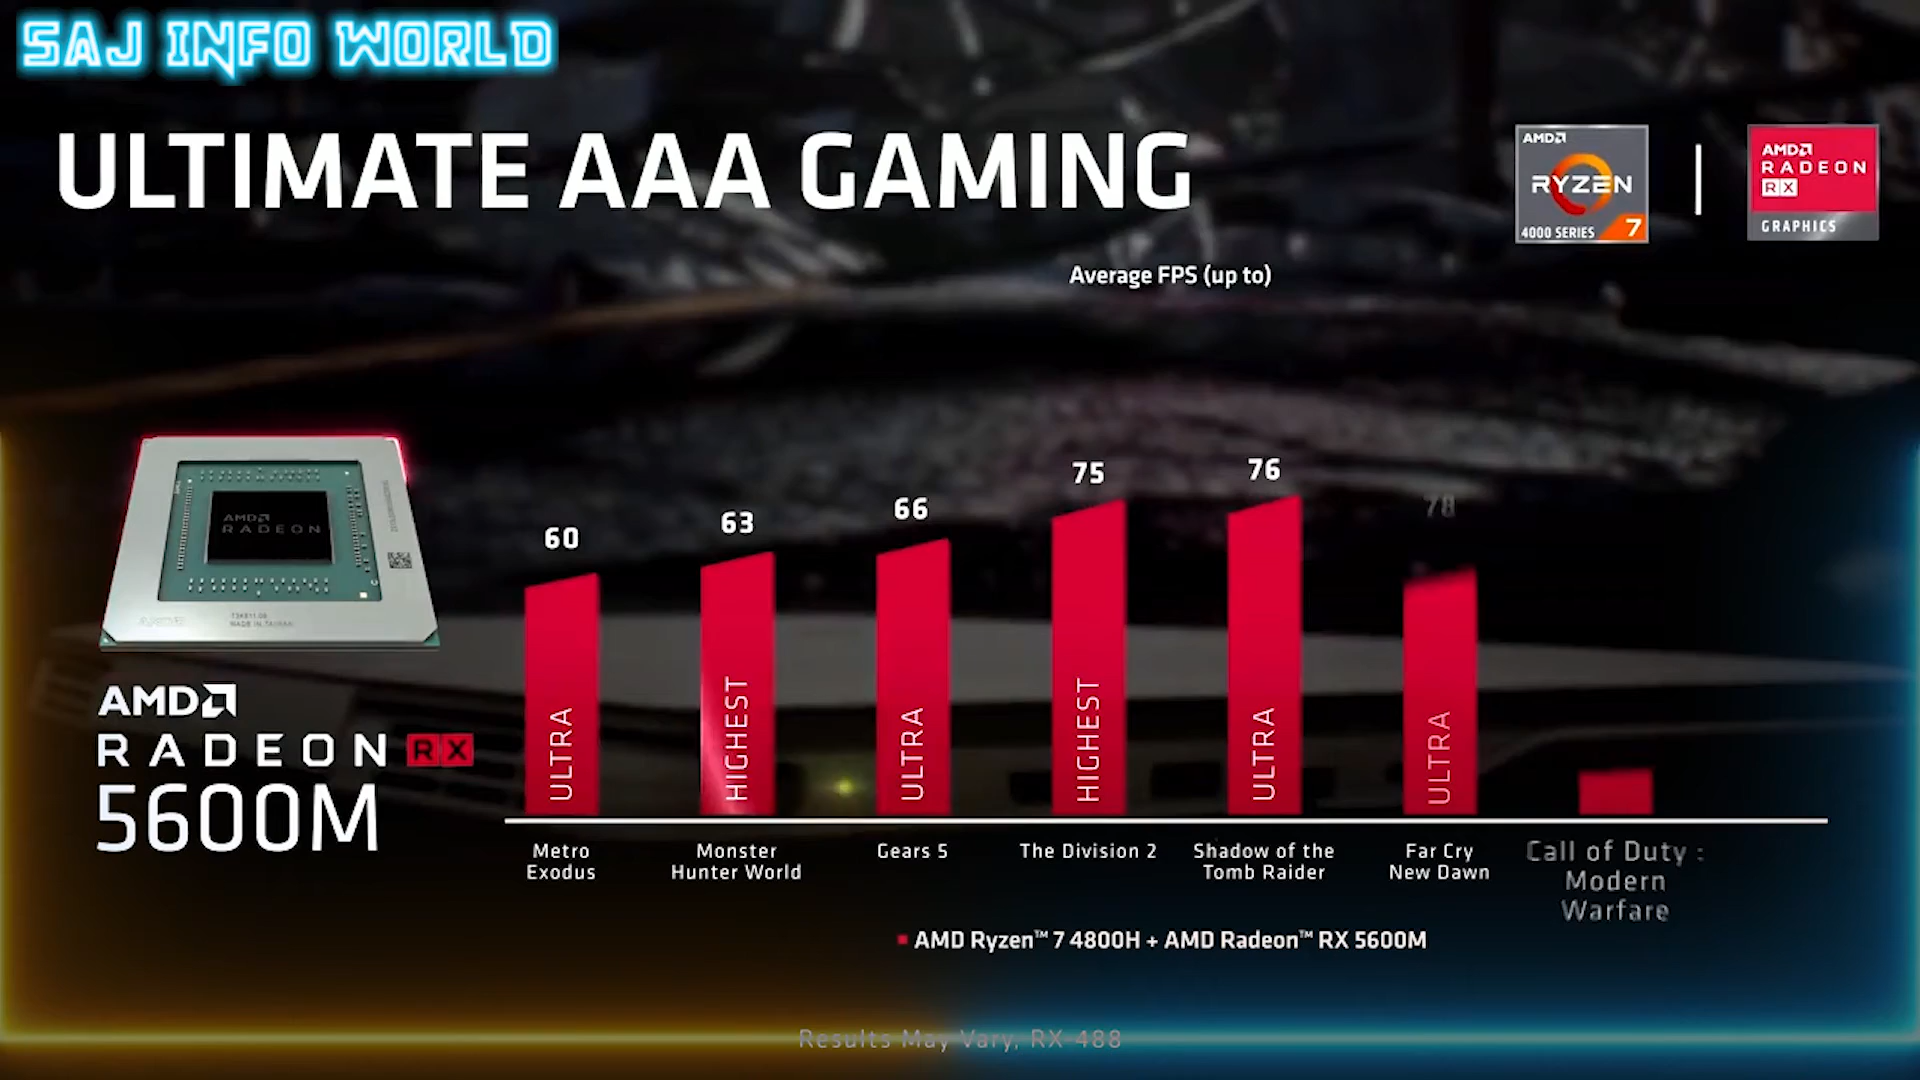 SAJ INFO WORLD
ULTIMATE AAA GAMING
AMD
RYZEN
4000 SERIES 7
AMD
RADEON
RX
GRAPHICS
Average FPS (up to)
AMD
RADEON
60
63
66
75
76
78
ULTRA
HIGHEST
ULTRA
HIGHEST
ULTRA
ULTRA
AMD
RADEON RX
5600M
Metro
Exodus
Monster
Hunter World
Gears 5
The Division 2
Shadow of the
Tomb Raider
Far Cry
New Dawn
Call of Duty :
Modern
Warfare
AMD Ryzen™ 7 4800H + AMD Radeon™ RX 5600M
Results May Vary, RX-488